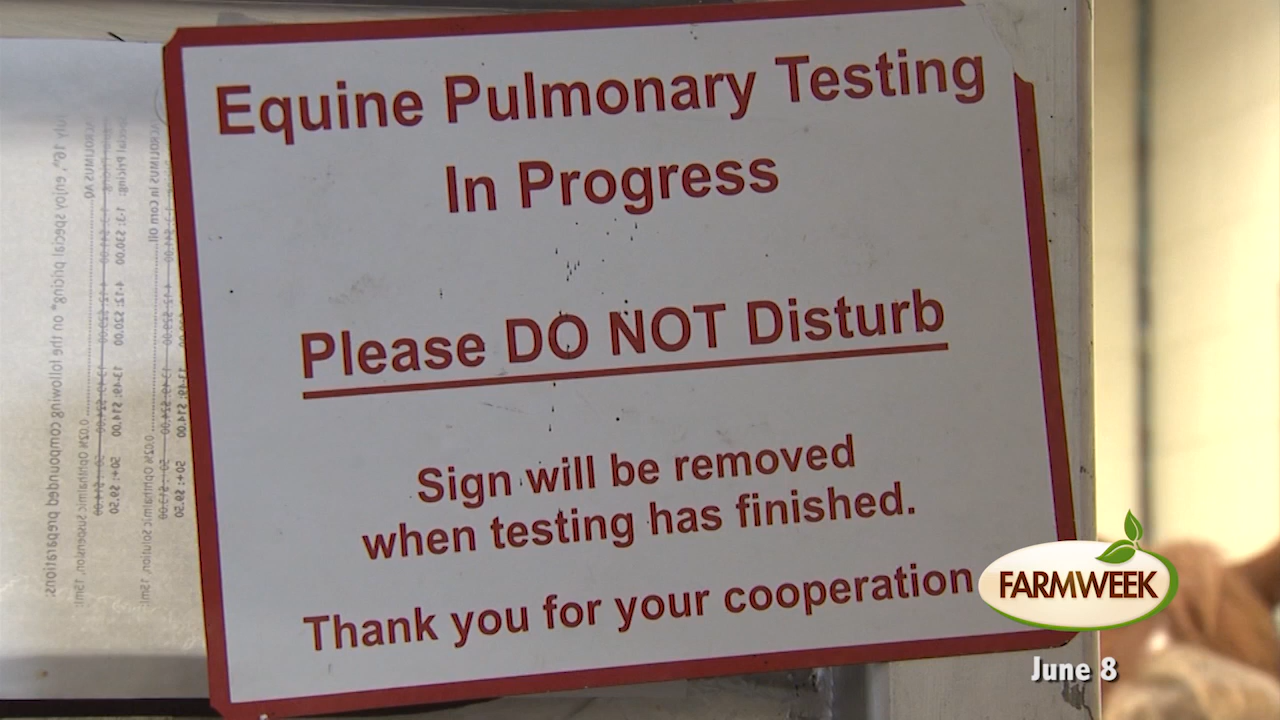 Equine Pulmonary Testing
In Progress
Please DO NOT Disturb
Sign will be removed
when testing has finished.
Thank you for your cooperation
FARMWEEK
June 8